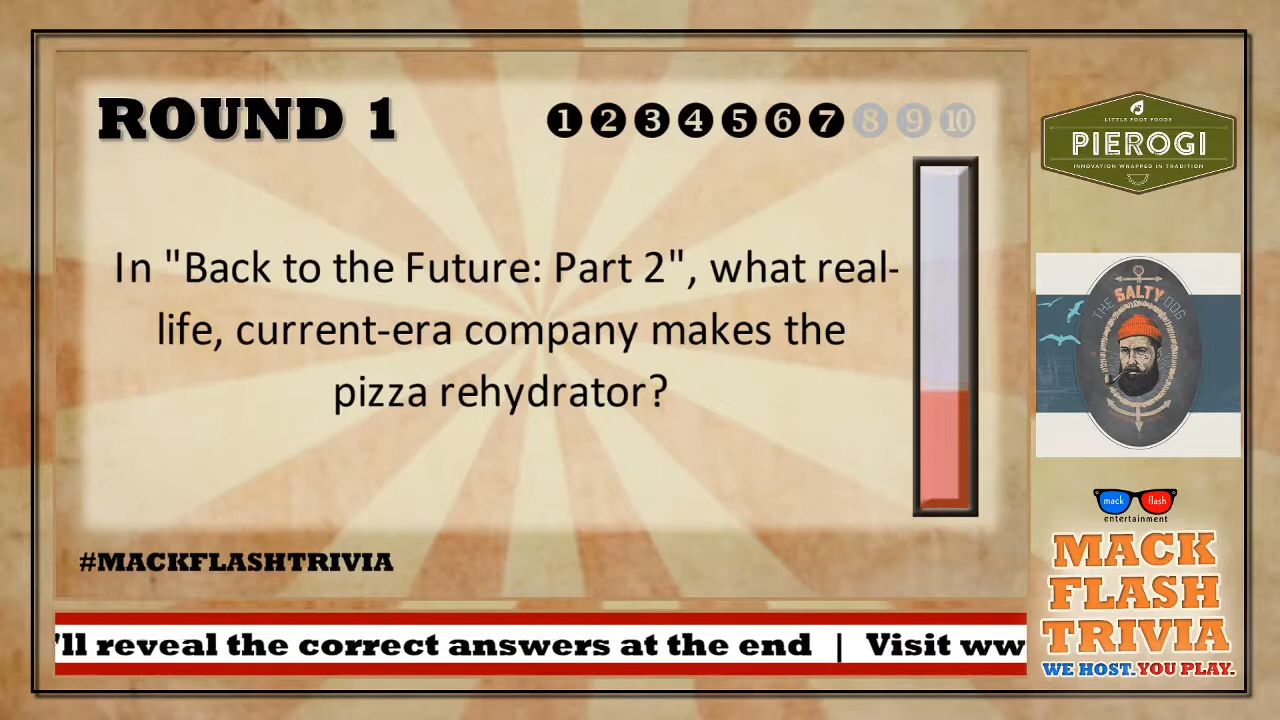 ROUND 1
1 2 3 4 5 6 7 8 9 10
In "Back to the Future: Part 2", what real-
life, current-era company makes the
pizza rehydrator?
#MACKFLASHTRIVIA
'll reveal the correct answers at the end | Visit ww
LITTLE FOOT FOODS
PIEROGI
INNOVATION WRAPPED IN TRADITION
THE SALTY DOG
mack flash
entertainment
MACK
FLASH
TRIVIA
WE HOST. YOU PLAY.